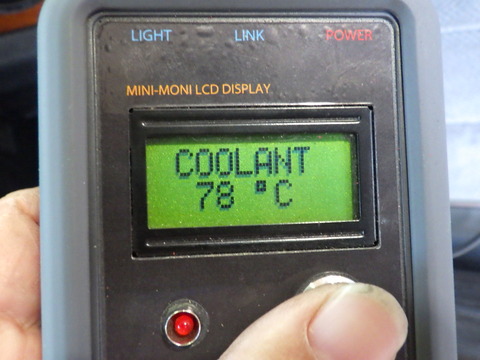 LIGHT LINK POWER
MINI-MONI LCD DISPLAY
COOLANT
78 °C